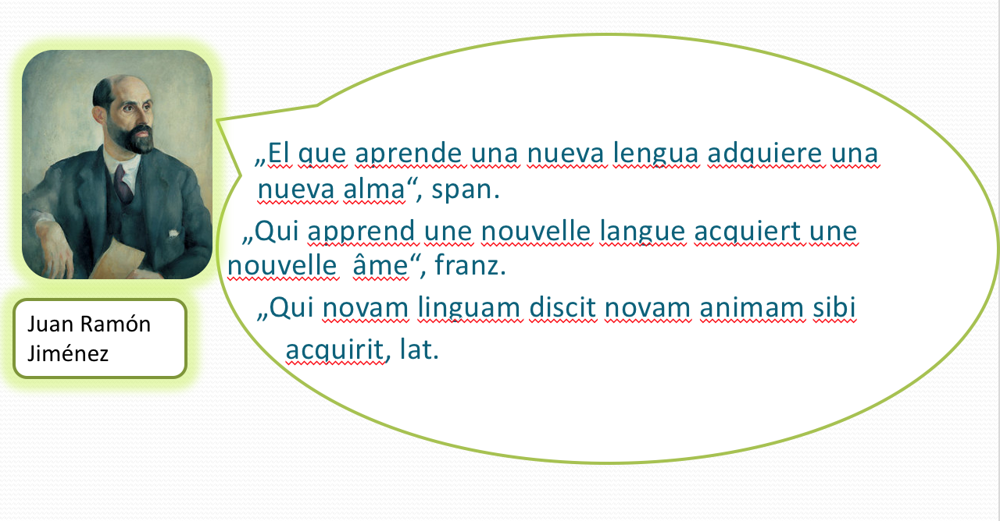 „El que aprende una nueva lengua adquiere una
nueva alma“, span.
„Qui apprend une nouvelle langue acquiert une
nouvelle  âme“, franz.
„Qui novam linguam discit novam animam sibi
acquirit, lat.
Juan Ramón
Jiménez